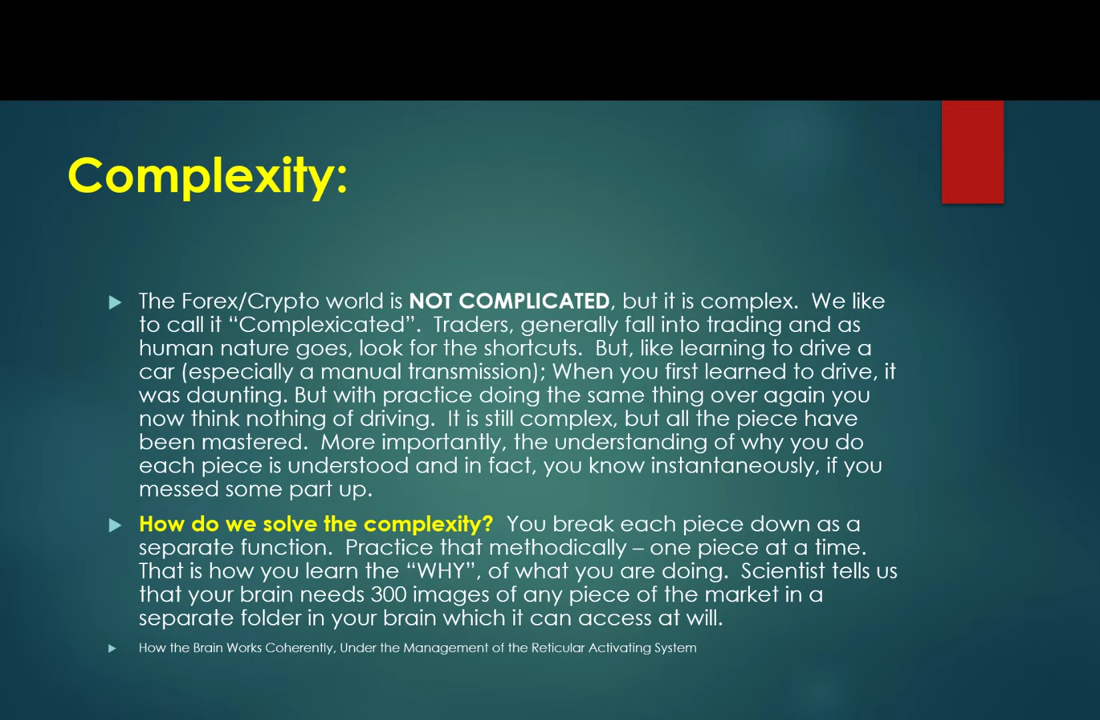 Complexity:
The Forex/Crypto world is NOT COMPLICATED, but it is complex. We like
to call it “Complexicated”. Traders, generally fall into trading and as
human nature goes, look for the shortcuts. But, like learning to drive a
car (especially a manual transmission); When you first learned to drive, it
was daunting. But with practice doing the same thing over again you
now think nothing of driving. It is still complex, but all the piece have
been mastered. More importantly, the understanding of why you do
each piece is understood and in fact, you know instantaneously, if you
messed some part up.
How do we solve the complexity? You break each piece down as a
separate function. Practice that methodically – one piece at a time.
That is how you learn the “WHY”, of what you are doing. Scientist tells us
that your brain needs 300 images of any piece of the market in a
separate folder in your brain which it can access at will.
How the Brain Works Coherently, Under the Management of the Reticular Activating System